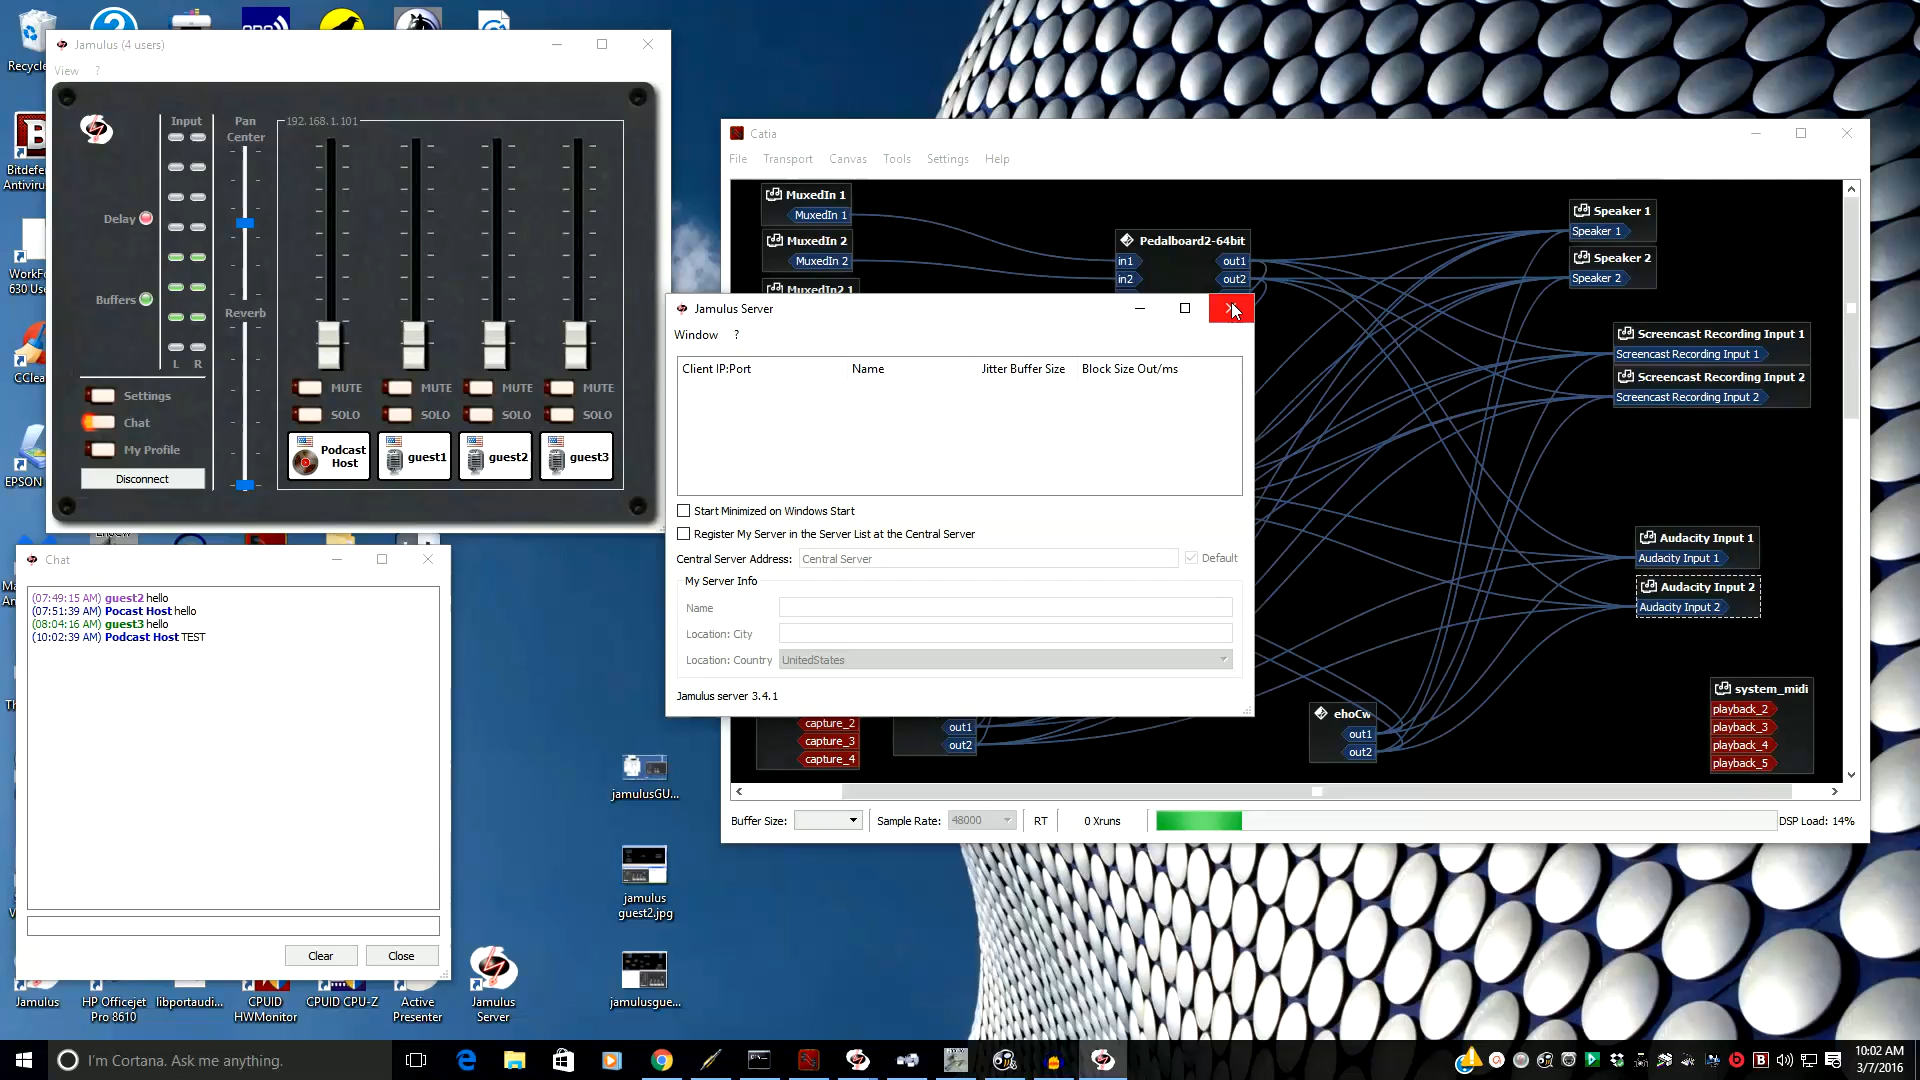 Recycle
Bitdefen
Antivirus
WorkFo
630 Use
CClea
EPSON
Jamulus (4 users)
View ?
Input
Pan
Center
192.168.1.101
Delay
Buffers
Reverb
L R
Settings
Chat
My Profile
Disconnect
MUTE MUTE MUTE MUTE
SOLO SOLO SOLO SOLO
Podcast
Host
guest1
guest2
guest3
Chat
(07:49:15 AM) guest2 hello
(07:51:39 AM) Pocast Host hello
(08:04:16 AM) guest3 hello
(10:02:39 AM) Podcast Host TEST
Clear Close
Jamulus
HP Officejet
Pro 8610
libportaudi...
CPUID
HWMonitor
CPUID CPU-Z
Active
Presenter
Jamulus
Server
jamulusGU...
jamulus
guest2.jpg
jamulusgue...
Catia
File Transport Canvas Tools Settings Help
MuxedIn 1
MuxedIn 1
MuxedIn 2
MuxedIn 2
MuxedIn2 1
Pedalboard2-64bit
in1 out1
in2 out2
Speaker 1
Speaker 1
Speaker 2
Speaker 2
Screencast Recording Input 1
Screencast Recording Input 1
Screencast Recording Input 2
Screencast Recording Input 2
Audacity Input 1
Audacity Input 1
Audacity Input 2
Audacity Input 2
system_midi
playback_2
playback_3
playback_4
playback_5
ehoCw
out1
out2
capture_2
capture_3
capture_4
out1
out2
Buffer Size: Sample Rate: 48000 RT 0 Xruns DSP Load: 14%
Jamulus Server
Window ?
Client IP:Port Name Jitter Buffer Size Block Size Out/ms
Start Minimized on Windows Start
Register My Server in the Server List at the Central Server
Central Server Address: Central Server Default
My Server Info
Name
Location: City
Location: Country UnitedStates
Jamulus server 3.4.1
I'm Cortana. Ask me anything.
10:02 AM
3/7/2016